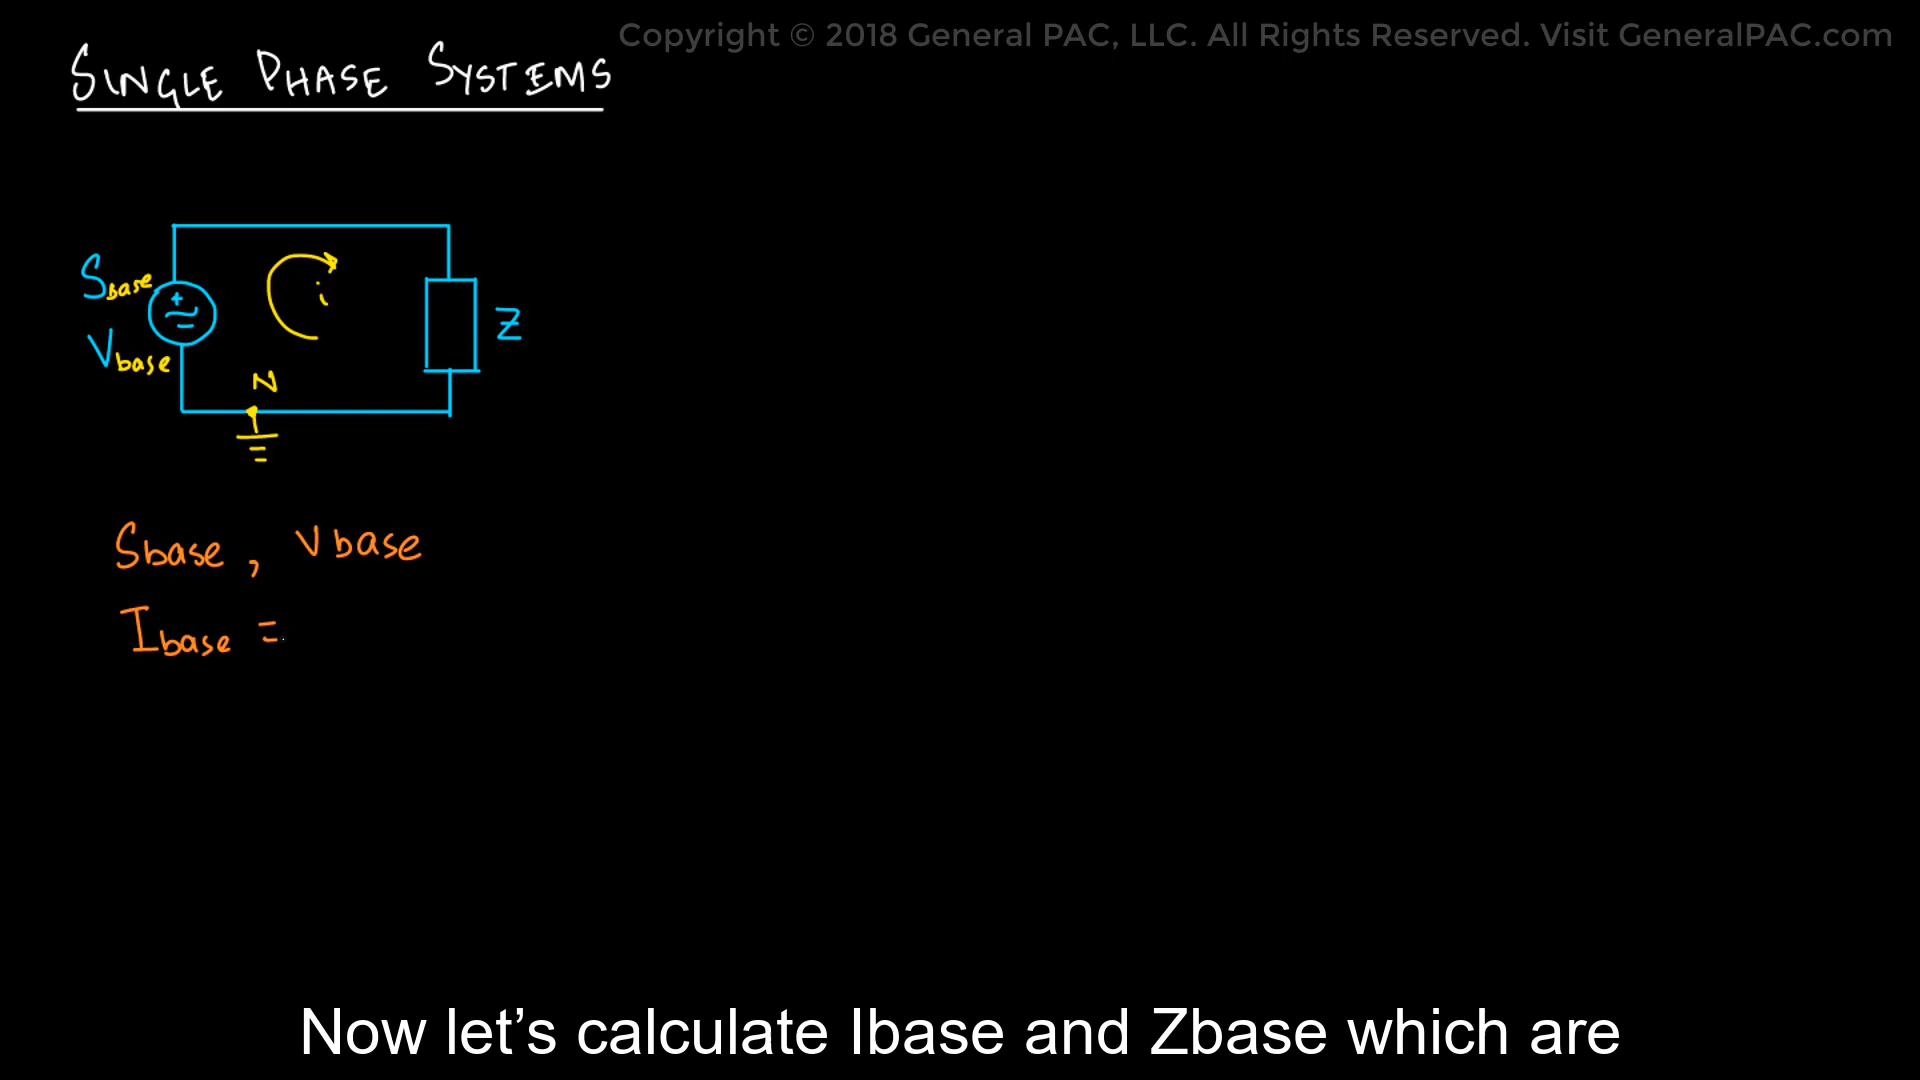 Copyright © 2018 General PAC, LLC. All Rights Reserved. Visit GeneralPAC.com
SINGLE PHASE SYSTEMS
Sbase
+
i
Z
Vbase
N
Sbase, Vbase
Ibase =
Now let’s calculate Ibase and Zbase which are